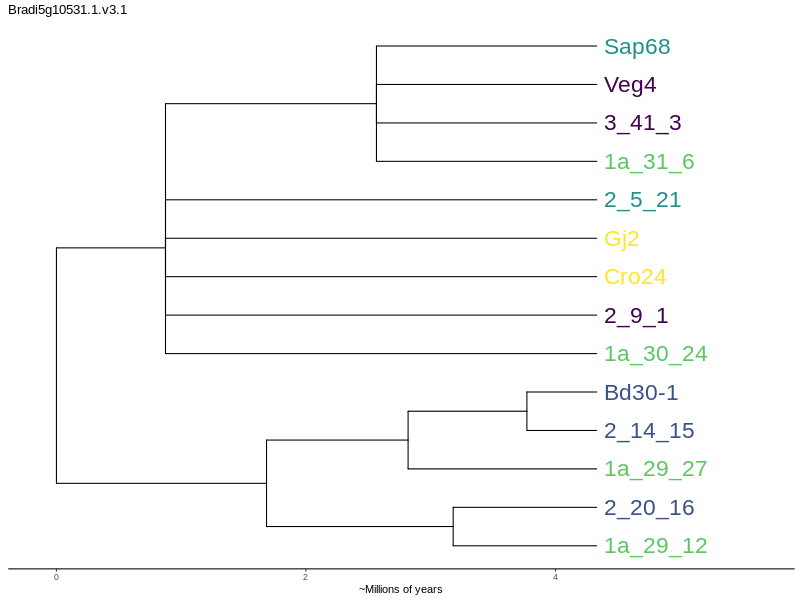 Bradi5g10531.1.v3.1
Sap68
Veg4
3_41_3
1a_31_6
2_5_21
Gj2
Cro24
2_9_1
1a_30_24
Bd30-1
2_14_15
1a_29_27
2_20_16
1a_29_12
0 2 4
~Millions of years